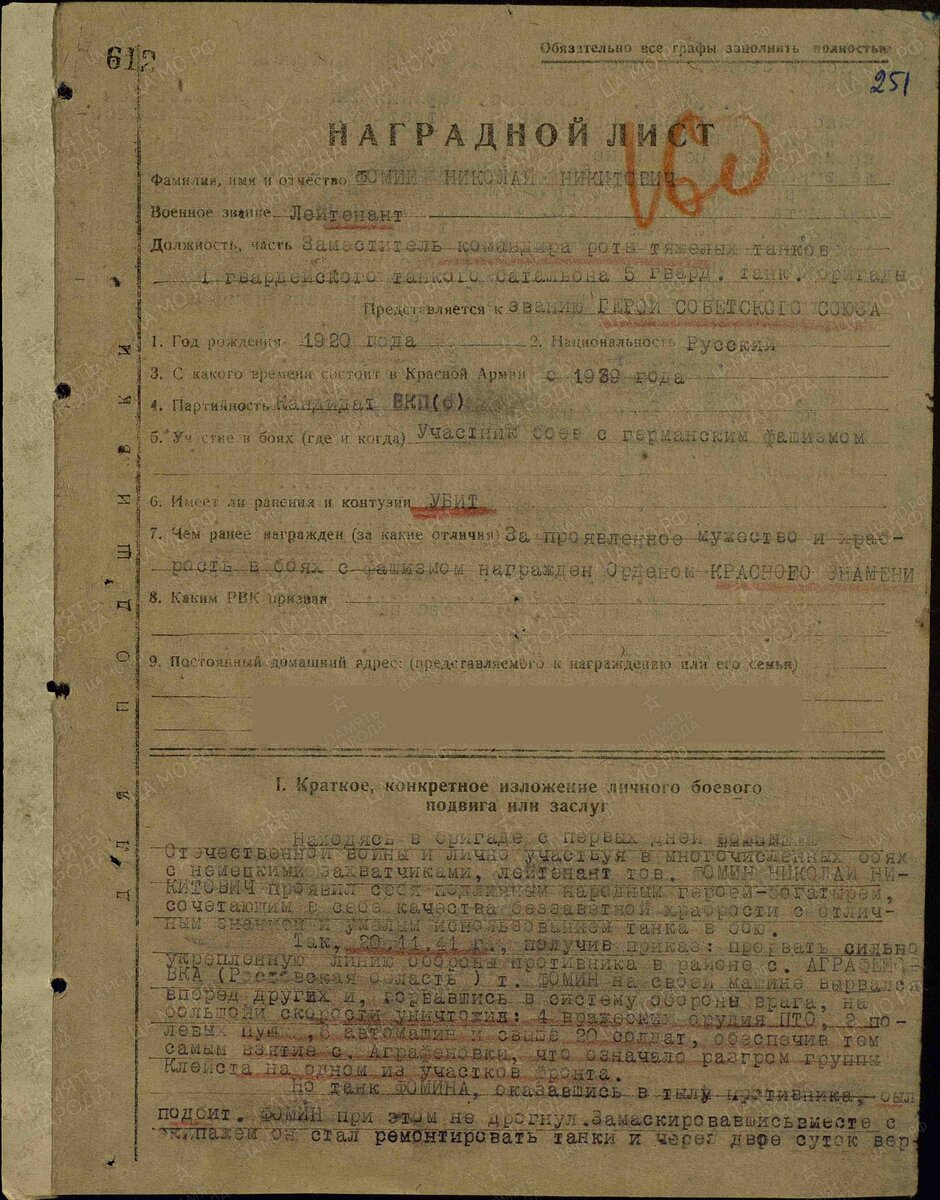 612
Обязательно все графы заполнить полностью
251
НАГРАДНОЙ ЛИСТ
160
Фамилия, имя и отчество ФОМИН НИКОЛАЙ НИКИТОВИЧ
Военное звание Лейтенант
Должность, часть Заместитель командира роты тяжелых танков
1 гвардейского танкого батальона 6 гвард. танк. бригады
Представляется к званию ГЕРОЙ СОВЕТСКОГО СОЮЗА
1. Год рождения 1920 года 2. Национальность Русский
3. С какого времени состоит в Красной Армии с 1939 года
4. Партийность Кандидат ВКП(б)
5. Участие в боях (где и когда) Участник боев с германским фашизмом
6. Имеет ли ранения и контузии УБИТ
7. Чем ранее награжден (за какие отличия) За проявленное мужество и храб-
рость в боях с фашизмом награжден Орденом КРАСНОГО ЗНАМЕНИ
8. Каким РВК призван
9. Постоянный домашний адрес: (представляемого к награждению или его семьи)
ДЛЯ ПОДШИВКИ
I. Краткое, конкретное изложение личного боевого
подвига или заслуг
Находясь в бригаде с первых дней
Отечественной войны и лично участвуя в многочисленных боях
с немецкими захватчиками, лейтенант тов. ФОМИН НИКОЛАЙ НИ-
КИТОВИЧ проявил себя подлинным народным героем-богатырем,
сочетающим в себе качества беззаветной храбрости с отлич-
ным знанием и умелым использованием танка в бою.
Так, 20.11.41 г., получив приказ: прорвать сильно
укрепленную линию обороны противника в районе с. АГРАФЕНО-
ВКА (Ростовская область) т. ФОМИН на своей машине вырвался
вперед других и, ворвавшись в систему обороны врага, на
большой скорости уничтожил: 4 вражеских орудия ПТО, 2 по-
левых пушки, 6 автомашин и свыше 20 солдат, обеспечив тем
самым взятие с. Аграфеновки, что означало разгром группы
Клейста на одном из участков фронта.
Но танк ФОМИНА, оказавшись в тылу противника, был
подбит. ФОМИН при этом не дрогнул. Замаскировавшись вместе с
экипажем он стал ремонтировать танки и через двое суток вер-